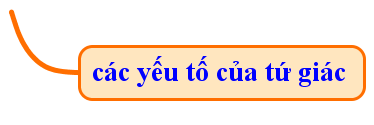 các yếu tố của tứ giác